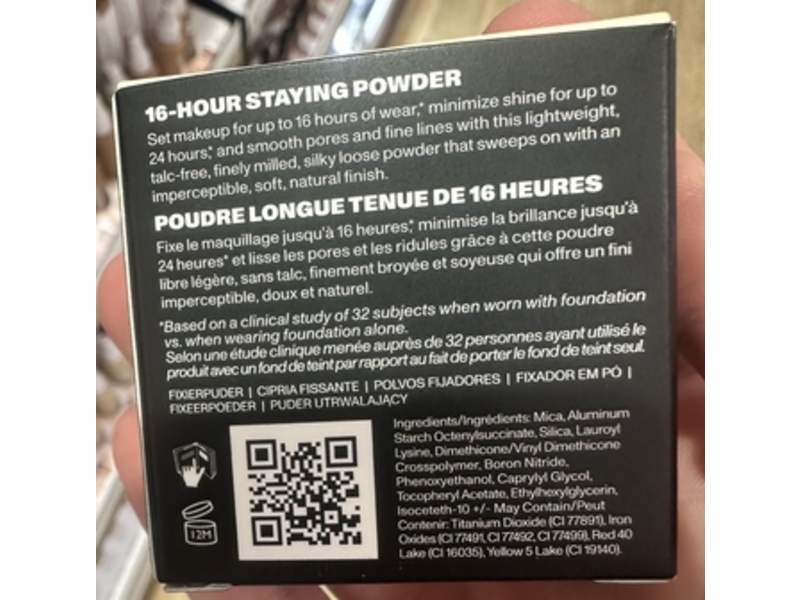 16-HOUR STAYING POWDER
Set makeup for up to 16 hours of wear,* minimize shine for up to
24 hours,* and smooth pores and fine lines with this lightweight,
talc-free, finely milled, silky loose powder that sweeps on with an
imperceptible, soft, natural finish.
POUDRE LONGUE TENUE DE 16 HEURES
Fixe le maquillage jusqu'à 16 heures,* minimise la brillance jusqu'à
24 heures* et lisse les pores et les ridules grâce à cette poudre
libre légère, sans talc, finement broyée et soyeuse qui offre un fini
imperceptible, doux et naturel.
*Based on a clinical study of 32 subjects when worn with foundation
vs. when wearing foundation alone.
Selon une étude clinique menée auprès de 32 personnes ayant utilisé le
produit avec un fond de teint par rapport au fait de porter le fond de teint seul.
FIXIERPUDER | CIPRIA FISSANTE | POLVOS FIJADORES | FIXADOR EM PÓ |
FIXEERPOEDER | PUDER UTRWALAJĄCY
Ingredients/Ingrédients: Mica, Aluminum
Starch Octenylsuccinate, Silica, Lauroyl
Lysine, Dimethicone/Vinyl Dimethicone
Crosspolymer, Boron Nitride,
Phenoxyethanol, Caprylyl Glycol,
Tocopheryl Acetate, Ethylhexylglycerin,
Isoceteth-10 +/- May Contain/Peut
Contenir: Titanium Dioxide (CI 77891), Iron
Oxides (CI 77491, CI 77492, CI 77499), Red 40
Lake (CI 16035), Yellow 5 Lake (CI 19140).
12M